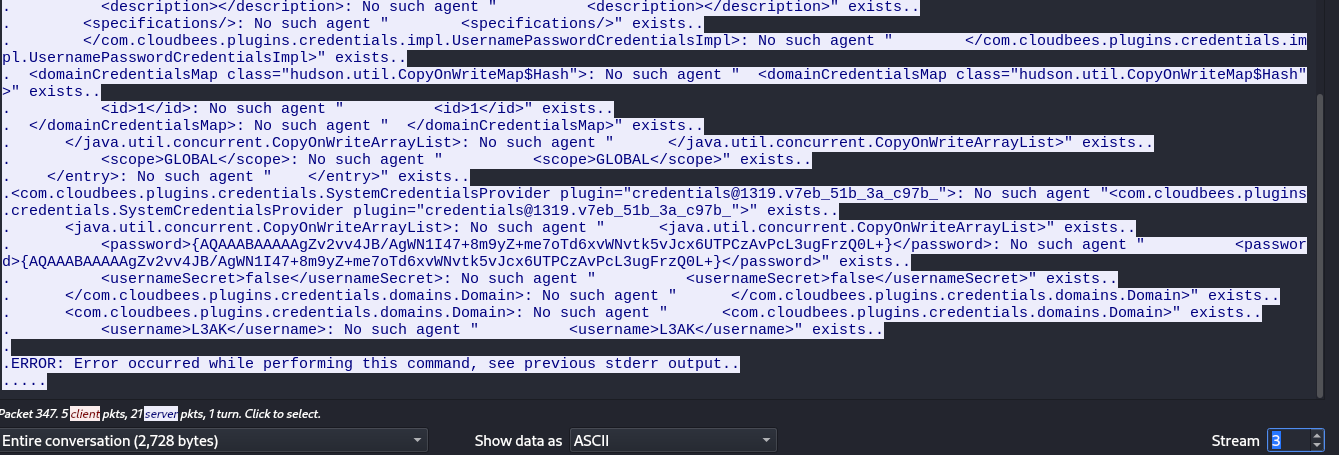 .          <description></description>: No such agent "          <description></description>" exists..
.        <specifications/>: No such agent "        <specifications/>" exists..
.        </com.cloudbees.plugins.credentials.impl.UsernamePasswordCredentialsImpl>: No such agent "        </com.cloudbees.plugins.credentials.im
pl.UsernamePasswordCredentialsImpl>" exists..
.  <domainCredentialsMap class="hudson.util.CopyOnWriteMap$Hash">: No such agent "  <domainCredentialsMap class="hudson.util.CopyOnWriteMap$Hash"
>" exists..
.          <id>1</id>: No such agent "          <id>1</id>" exists..
.  </domainCredentialsMap>: No such agent "  </domainCredentialsMap>" exists..
.      </java.util.concurrent.CopyOnWriteArrayList>: No such agent "      </java.util.concurrent.CopyOnWriteArrayList>" exists..
.          <scope>GLOBAL</scope>: No such agent "          <scope>GLOBAL</scope>" exists..
.    </entry>: No such agent "    </entry>" exists..
.<com.cloudbees.plugins.credentials.SystemCredentialsProvider plugin="credentials@1319.v7eb_51b_3a_c97b_">: No such agent "<com.cloudbees.plugins
.credentials.SystemCredentialsProvider plugin="credentials@1319.v7eb_51b_3a_c97b_">" exists..
.      <java.util.concurrent.CopyOnWriteArrayList>: No such agent "      <java.util.concurrent.CopyOnWriteArrayList>" exists..
.          <password>{AQAAABAAAAAgZv2vv4JB/AgWN1I47+8m9yZ+me7oTd6xvWNvtk5vJcx6UTPCzAvPcL3ugFrzQ0L+}</password>: No such agent "          <passwor
d>{AQAAABAAAAAgZv2vv4JB/AgWN1I47+8m9yZ+me7oTd6xvWNvtk5vJcx6UTPCzAvPcL3ugFrzQ0L+}</password>" exists..
.          <usernameSecret>false</usernameSecret>: No such agent "          <usernameSecret>false</usernameSecret>" exists..
.      </com.cloudbees.plugins.credentials.domains.Domain>: No such agent "      </com.cloudbees.plugins.credentials.domains.Domain>" exists..
.      <com.cloudbees.plugins.credentials.domains.Domain>: No such agent "      <com.cloudbees.plugins.credentials.domains.Domain>" exists..
.          <username>L3AK</username>: No such agent "          <username>L3AK</username>" exists..
.
.ERROR: Error occurred while performing this command, see previous stderr output..
.....
Packet 347. 5 client pkts, 21 server pkts, 1 turn. Click to select.
Entire conversation (2,728 bytes) Show data as ASCII Stream 3